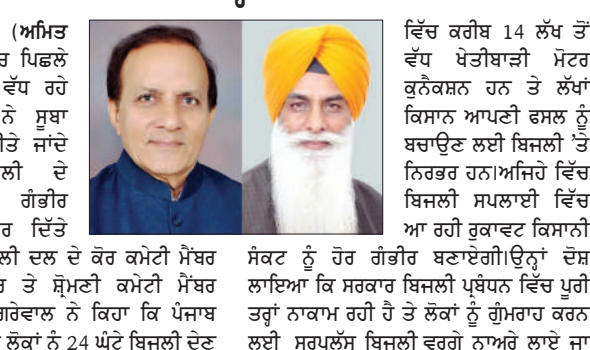 (ਅਮਿਤ
ਰ ਪਿਛਲੇ
ਵੱਧ ਰਹੇ
ਨੇ ਸੂਬਾ
ੀਤੇ ਜਾਂਦੇ
ਲੀ ਦੇ
ਗੰਭੀਰ
ਰ ਦਿੱਤੇ
ਲੀ ਦਲ ਦੇ ਕੋਰ ਕਮੇਟੀ ਮੈਂਬਰ
ਰ ਤੇ ਸ਼੍ਰੋਮਣੀ ਕਮੇਟੀ ਮੈਂਬਰ
ਗਰੇਵਾਲ ਨੇ ਕਿਹਾ ਕਿ ਪੰਜਾਬ
ਲੋਕਾਂ ਨੂੰ 24 ਘੰਟੇ ਬਿਜਲੀ ਦੇਣ
ਵਿੱਚ ਕਰੀਬ 14 ਲੱਖ ਤੋਂ
ਵੱਧ ਖੇਤੀਬਾੜੀ ਮੋਟਰ
ਕੁਨੈਕਸ਼ਨ ਹਨ ਤੇ ਲੱਖਾਂ
ਕਿਸਾਨ ਆਪਣੀ ਫਸਲ ਨੂੰ
ਬਚਾਉਣ ਲਈ ਬਿਜਲੀ 'ਤੇ
ਨਿਰਭਰ ਹਨ।ਅਜਿਹੇ ਵਿੱਚ
ਬਿਜਲੀ ਸਪਲਾਈ ਵਿੱਚ
ਆ ਰਹੀ ਰੁਕਾਵਟ ਕਿਸਾਨੀ
ਸੰਕਟ ਨੂੰ ਹੋਰ ਗੰਭੀਰ ਬਣਾਏਗੀ।ਉਨ੍ਹਾਂ ਦੋਸ਼
ਲਾਇਆ ਕਿ ਸਰਕਾਰ ਬਿਜਲੀ ਪ੍ਰਬੰਧਨ ਵਿੱਚ ਪੂਰੀ
ਤਰ੍ਹਾਂ ਨਾਕਾਮ ਰਹੀ ਹੈ ਤੇ ਲੋਕਾਂ ਨੂੰ ਗੁੰਮਰਾਹ ਕਰਨ
ਲਈ ਸਰਪਲੱਸ ਬਿਜਲੀ ਵਰਗੇ ਨਾਅਰੇ ਲਾਏ ਜਾ